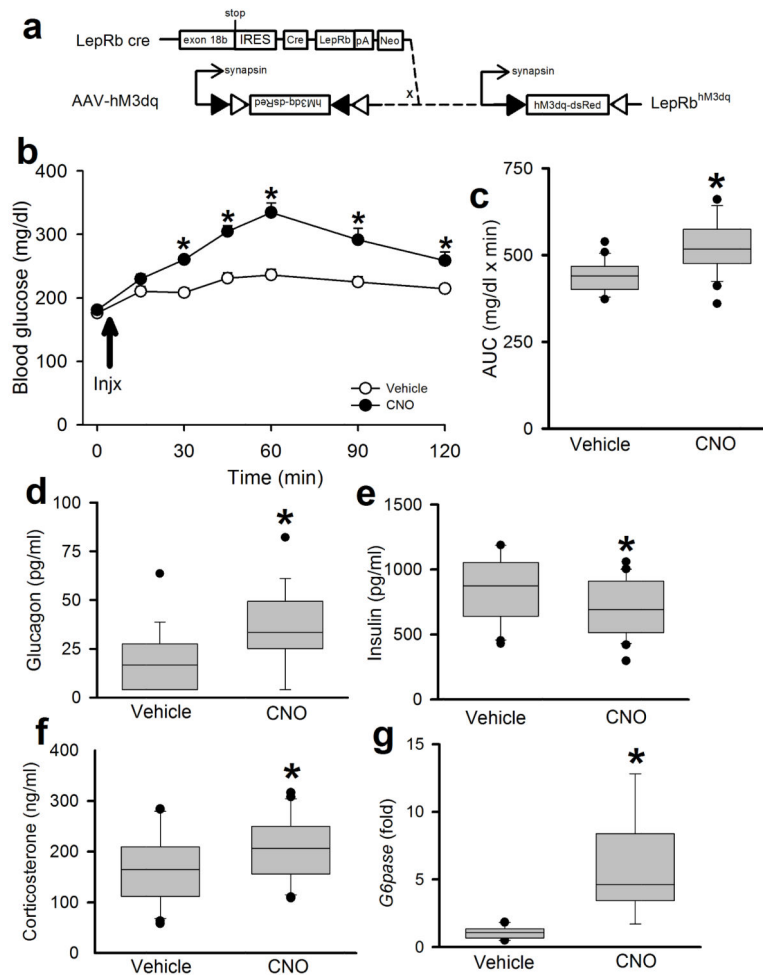 a
stop
LepRb cre
exon 18b
IRES
Cre
LepRb
pA
Neo
synapsin
synapsin
AAV-hM3dq
hM3dq-dsRed
x
hM3dq-dsRed
LepRb^hM3dq
b
Blood glucose (mg/dl)
400
300
200
100
0
*
*
*
*
*
Injx
Vehicle
CNO
0
30
60
90
120
Time (min)
c
AUC (mg/dl x min)
750
500
250
0
*
Vehicle
CNO
d
Glucagon (pg/ml)
100
75
50
25
0
*
Vehicle
CNO
e
Insulin (pg/ml)
1500
1000
500
0
*
Vehicle
CNO
f
Corticosterone (ng/ml)
400
300
200
100
0
*
Vehicle
CNO
g
G6pase (fold)
15
10
5
0
*
Vehicle
CNO